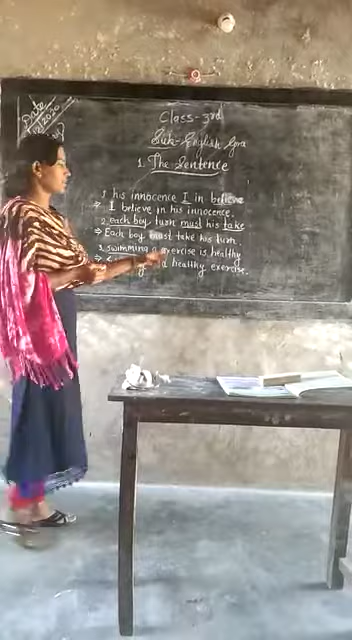 Date
Class-3rd
Sub-English Gra
1. The Sentence
1 his innocence I in believe
⇒ I believe in his innocence.
2. each boy turn must his take
⇒ Each boy must take his turn.
3. swimming a exercise is healthy
⇒ a healthy exercise.